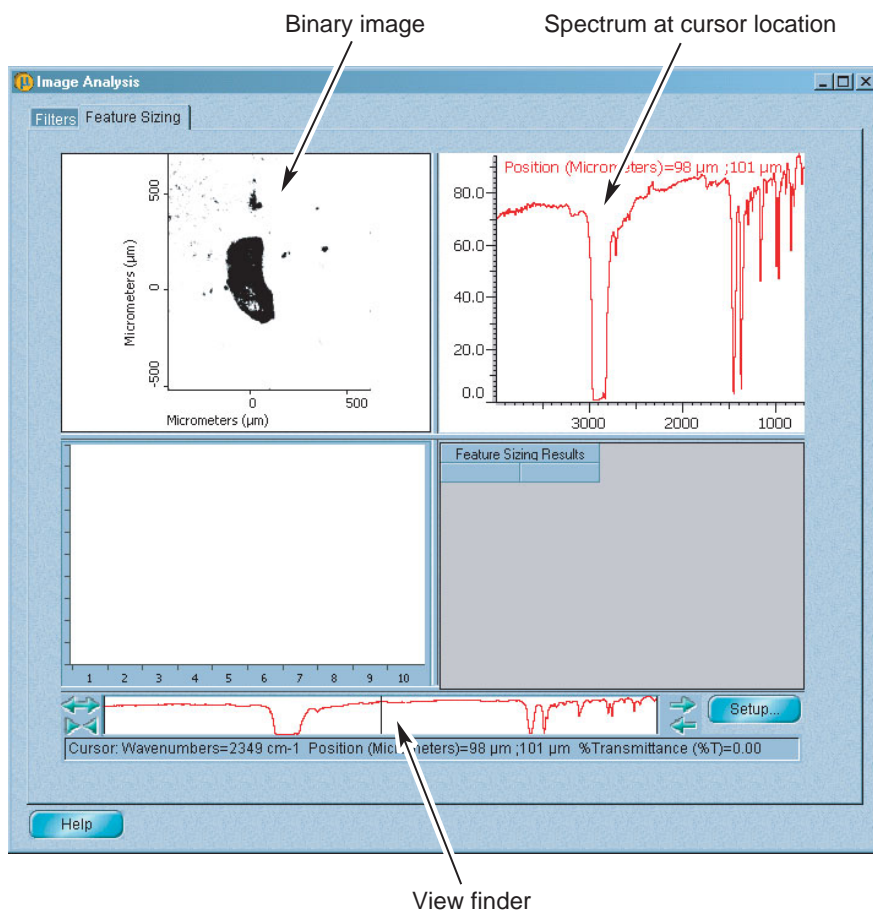 Binary image
Spectrum at cursor location
Image Analysis
Filters
Feature Sizing
500
0
-500
Micrometers (µm)
0
500
Micrometers (µm)
Position (Micrometers)=98 µm ;101 µm
80.0
60.0
40.0
20.0
0.0
3000 2000 1000
Feature Sizing Results
1 2 3 4 5 6 7 8 9 10
Setup...
Cursor: Wavenumbers=2349 cm-1 Position (Micrometers)=98 µm ;101 µm %Transmittance (%T)=0.00
Help
View finder